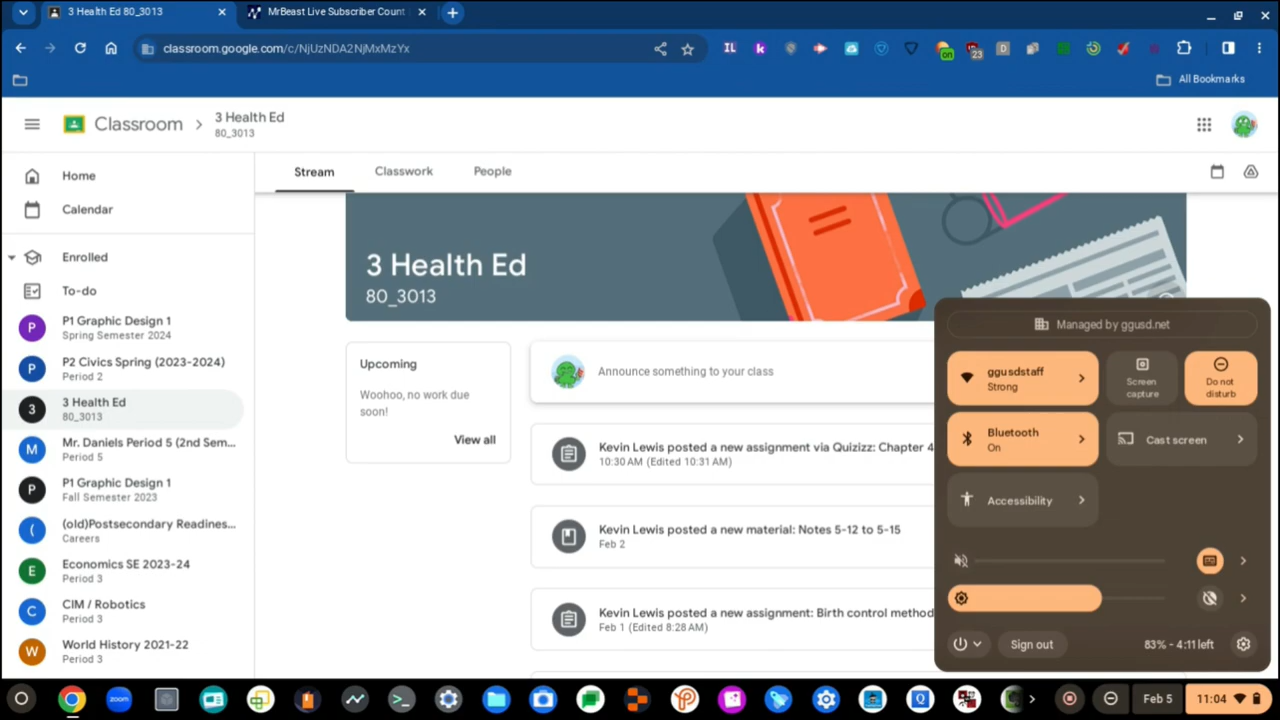 3 Health Ed 80_3013
MrBeast Live Subscriber Count
classroom.google.com/c/NjUzNDA2NjMxMzYx
IL
k
on
23
D
All Bookmarks
Classroom
3 Health Ed
80_3013
Home
Calendar
Enrolled
To-do
P
P1 Graphic Design 1
Spring Semester 2024
P
P2 Civics Spring (2023-2024)
Period 2
3
3 Health Ed
80_3013
M
Mr. Daniels Period 5 (2nd Sem...
Period 5
P
P1 Graphic Design 1
Fall Semester 2023
(
(old)Postsecondary Readines...
Careers
E
Economics SE 2023-24
Period 3
C
CIM / Robotics
Period 3
W
World History 2021-22
Period 3
Stream
Classwork
People
3 Health Ed
80_3013
Upcoming
Woohoo, no work due
soon!
View all
Announce something to your class
Kevin Lewis posted a new assignment via Quizizz: Chapter 4
10:30 AM (Edited 10:31 AM)
Kevin Lewis posted a new material: Notes 5-12 to 5-15
Feb 2
Kevin Lewis posted a new assignment: Birth control method
Feb 1 (Edited 8:28 AM)
Managed by ggusd.net
ggusdstaff
Strong
Screen
capture
Do not
disturb
Bluetooth
On
Cast screen
Accessibility
Sign out
83% - 4:11 left
zoom
Feb 5
11:04